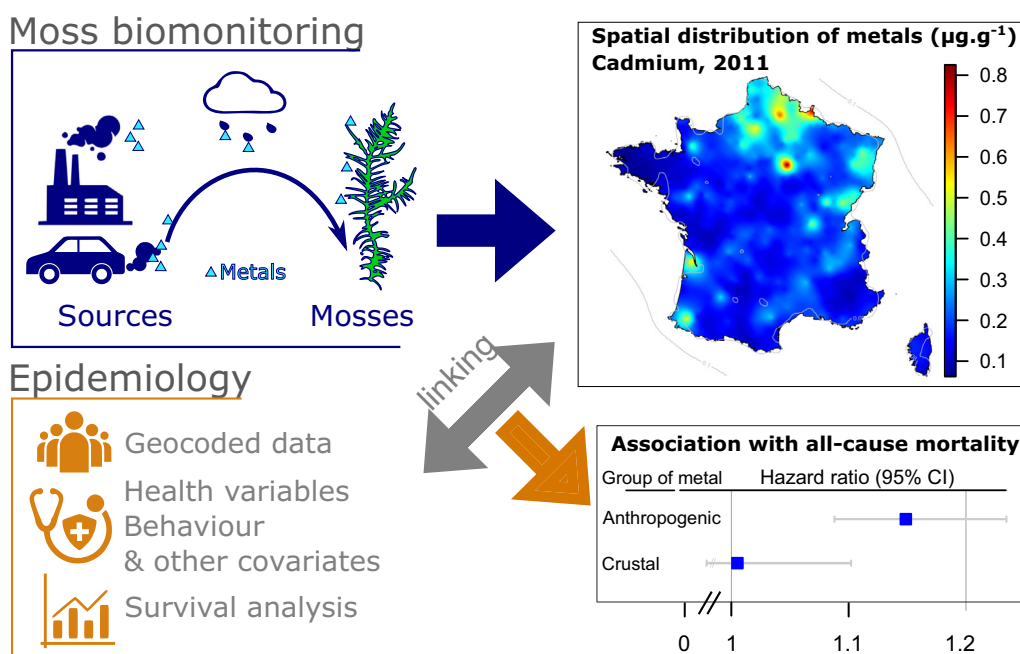 Moss biomonitoring
Metals
Sources
Mosses
Spatial distribution of metals (µg.g⁻¹)
Cadmium, 2011
0.8
0.7
0.6
0.5
0.4
0.3
0.2
0.1
linking
Epidemiology
Geocoded data
Health variables
Behaviour
& other covariates
Survival analysis
Association with all-cause mortality
Group of metal Hazard ratio (95% CI)
Anthropogenic
Crustal
0 // 1 1.1 1.2